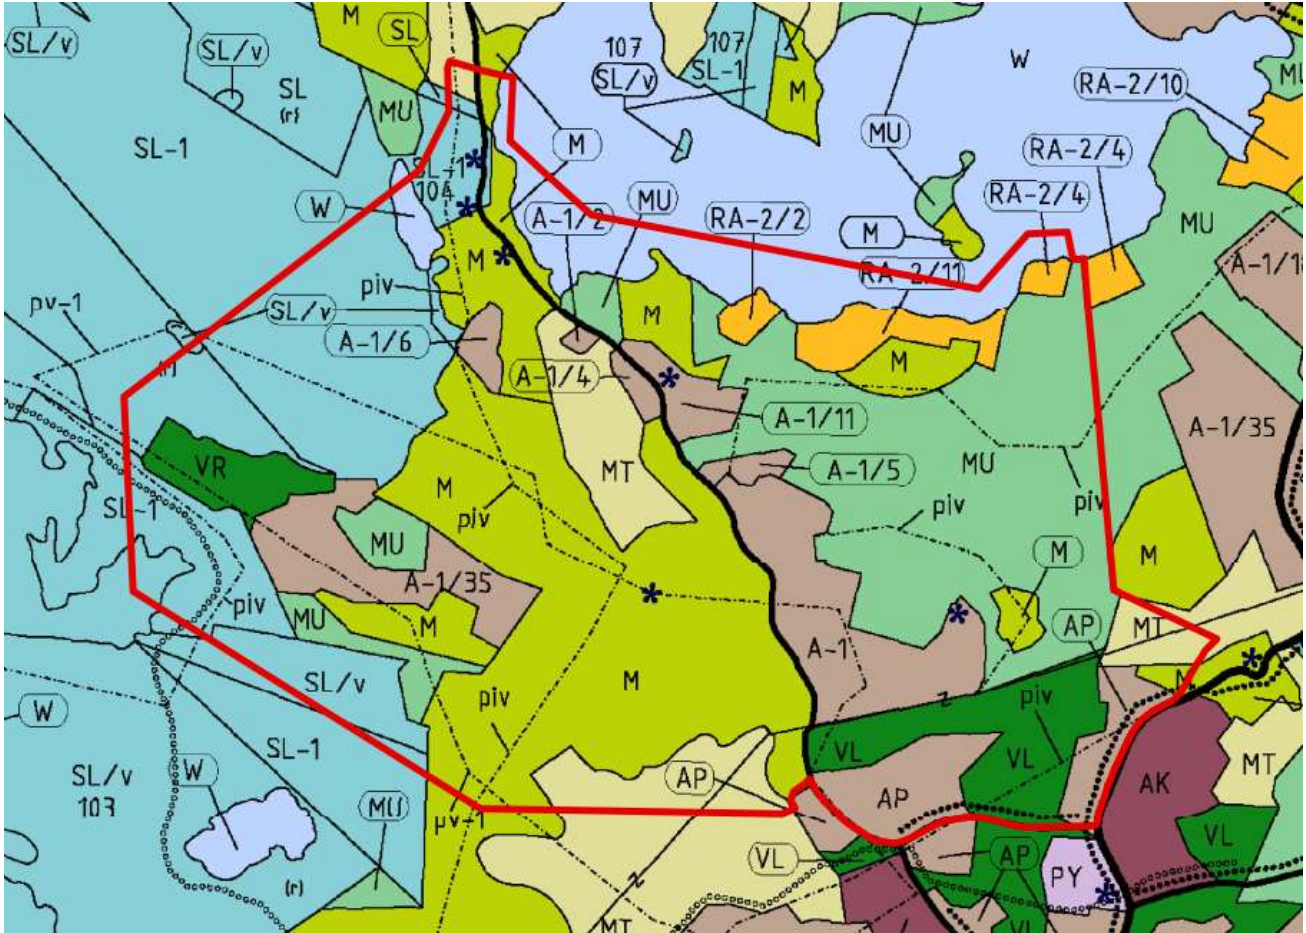 M
SL
107
107
W
SL/v
SL/v
SL/v
SL-1
RA-2/10
MU
SL
(r)
MU
M
MU
SL-1
M
RA-2/4
SL-1
104
W
MU
RA-2/4
A-1/2
RA-2/2
M
MU
M
piv
RA-2/11
A-1/1
pv-1
SL/v
M
A-1/6
M
A-1/4
A-1/11
A-1/35
VR
MT
A-1/5
MU
M
piv
piv
piv
SL-1
MU
M
M
A-1/35
piv
MU
M
AP
MT
A-1
M
SL/v
M
piv
z
piv
W
SL-1
VL
VL
MT
SL/v
103
W
AP
AP
AK
MU
pv-1
VL
VL
AP
PY
(r)
z
MT
VL